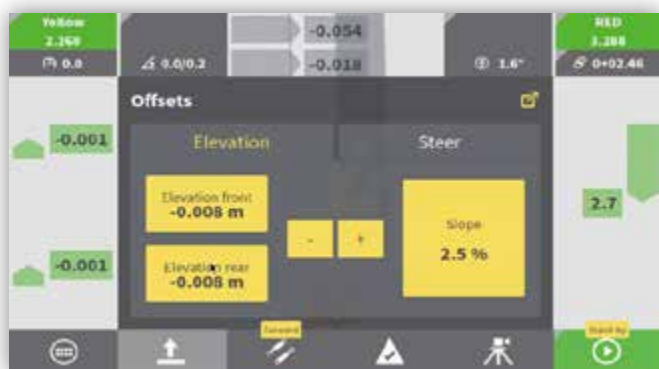 Yellow
2.260
-0.054
RED
3.288
0.0
0.0/0.2
-0.018
1.6°
0+02.46
Offsets
Elevation
Steer
-0.001
Elevation front
-0.008 m
-
+
Slope
2.5 %
2.7
-0.001
Elevation rear
-0.008 m
Forward
Stand by